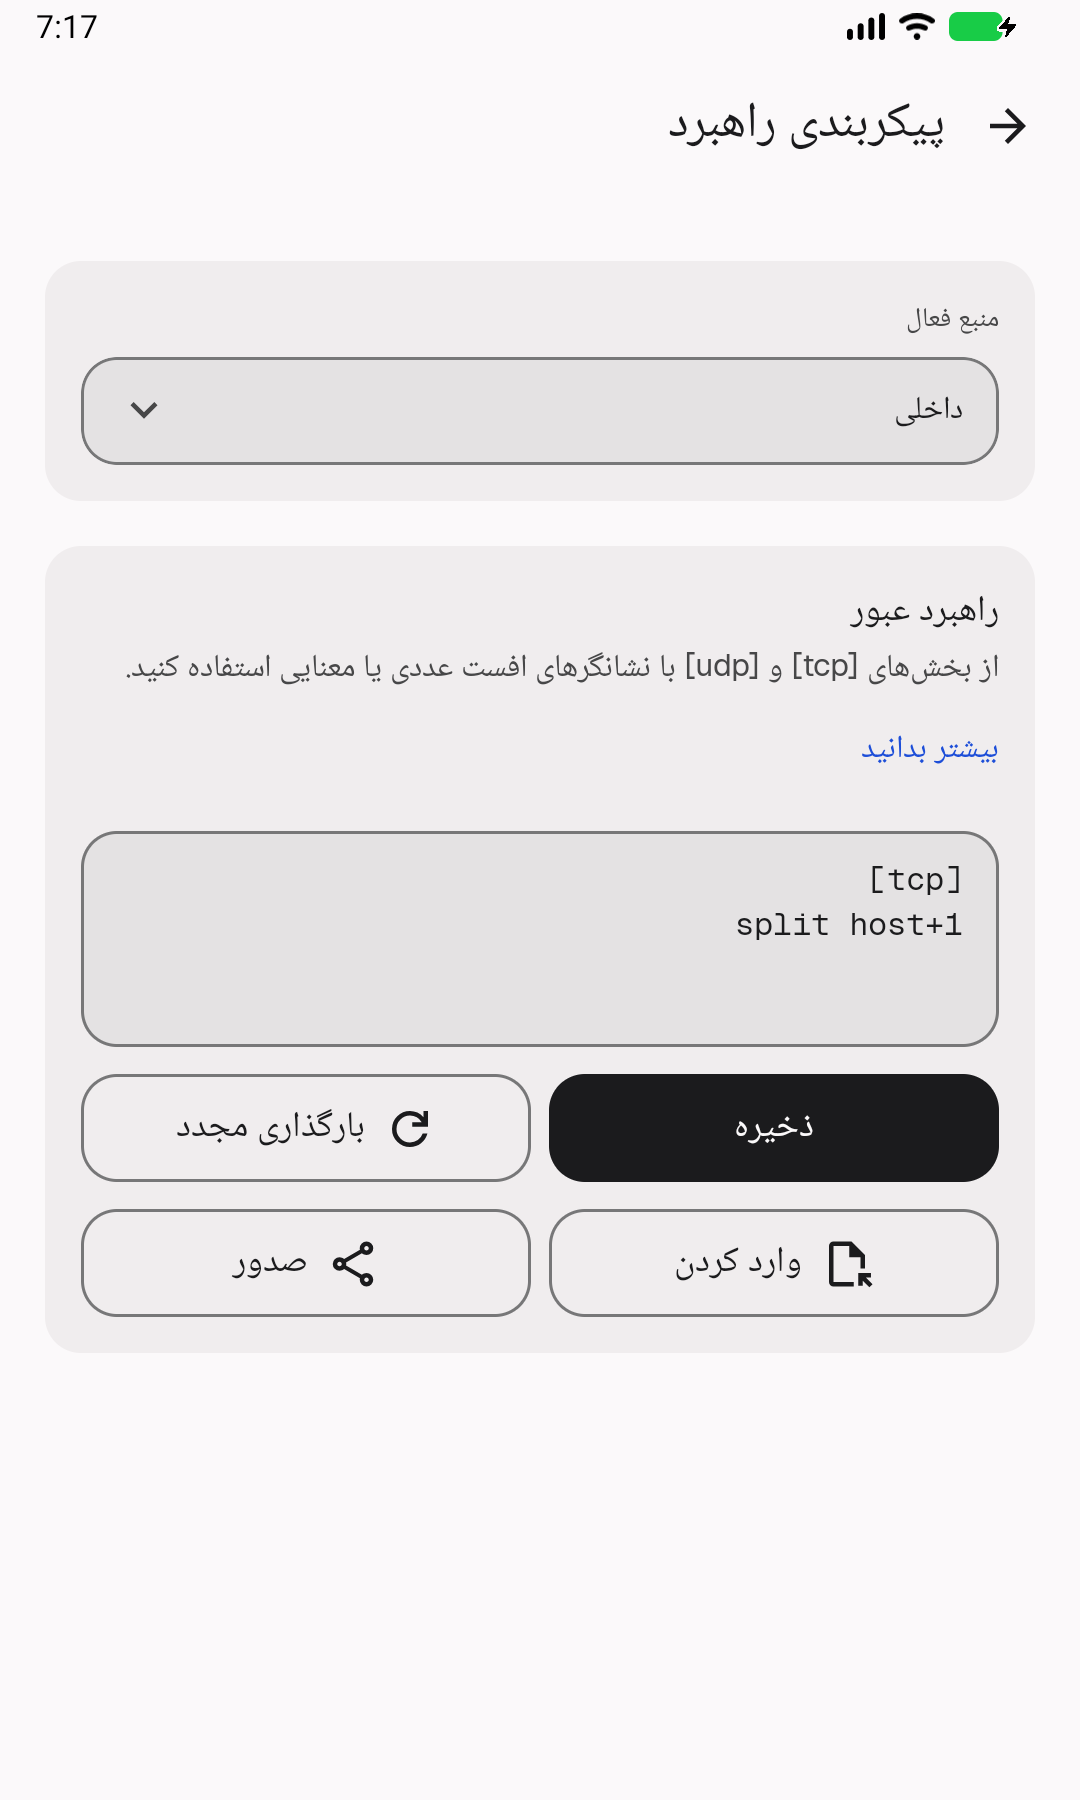 7:17
پیکربندی راهبرد
منبع فعال
داخلی
راهبرد عبور
از بخش‌های [tcp] و [udp] با نشانگرهای افست عددی یا معنایی استفاده کنید.
بیشتر بدانید
[tcp]
split host+1
ذخیره
بارگذاری مجدد
وارد کردن
صدور